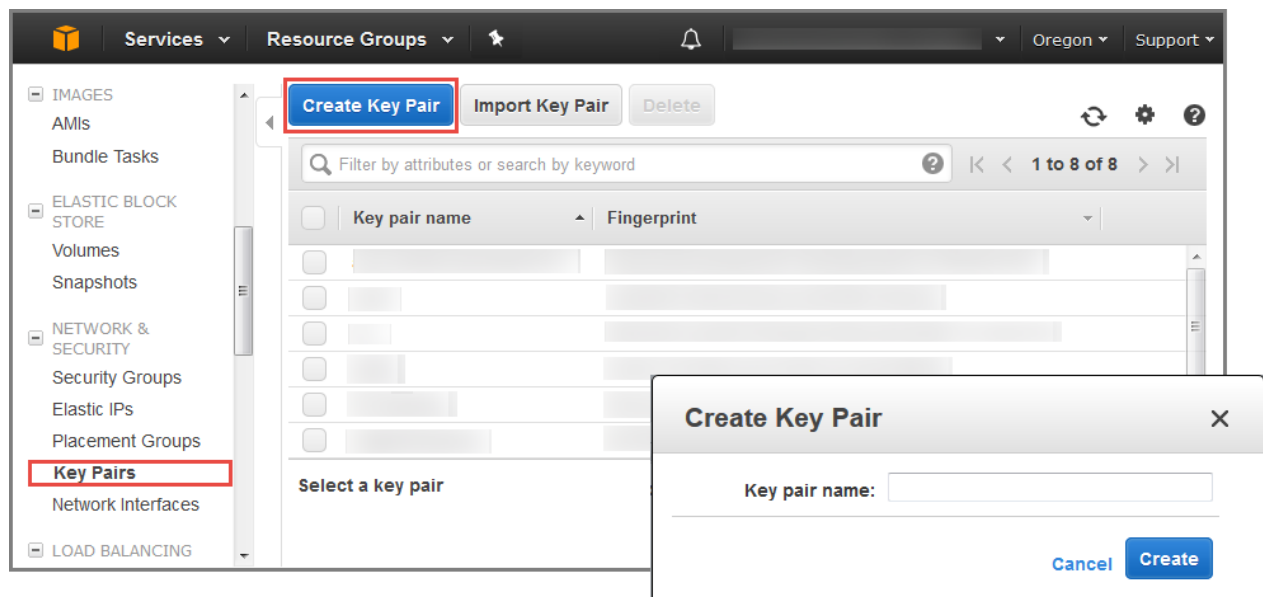 Services
Resource Groups
Oregon
Support
IMAGES
AMIs
Bundle Tasks
ELASTIC BLOCK
STORE
Volumes
Snapshots
NETWORK &
SECURITY
Security Groups
Elastic IPs
Placement Groups
Key Pairs
Network Interfaces
LOAD BALANCING
Create Key Pair
Import Key Pair
Delete
Filter by attributes or search by keyword
1 to 8 of 8
Key pair name
Fingerprint
Select a key pair
Create Key Pair
Key pair name:
Cancel
Create